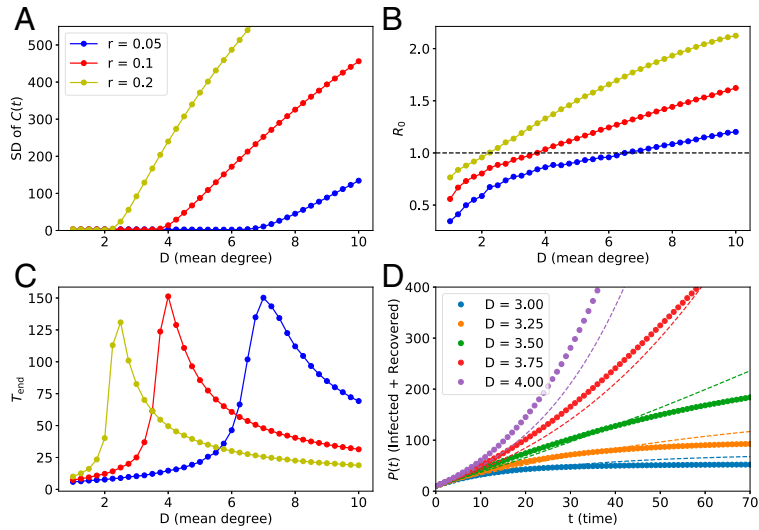 A
500
400
300
200
100
0
SD of C(t)
r = 0.05
r = 0.1
r = 0.2
2
4
6
8
10
D (mean degree)
B
2.0
1.5
1.0
0.5
R0
2
4
6
8
10
D (mean degree)
C
150
125
100
75
50
25
0
Tend
2
4
6
8
10
D (mean degree)
D
400
300
200
100
0
P(t) (Infected + Recovered)
D = 3.00
D = 3.25
D = 3.50
D = 3.75
D = 4.00
0
10
20
30
40
50
60
70
t (time)